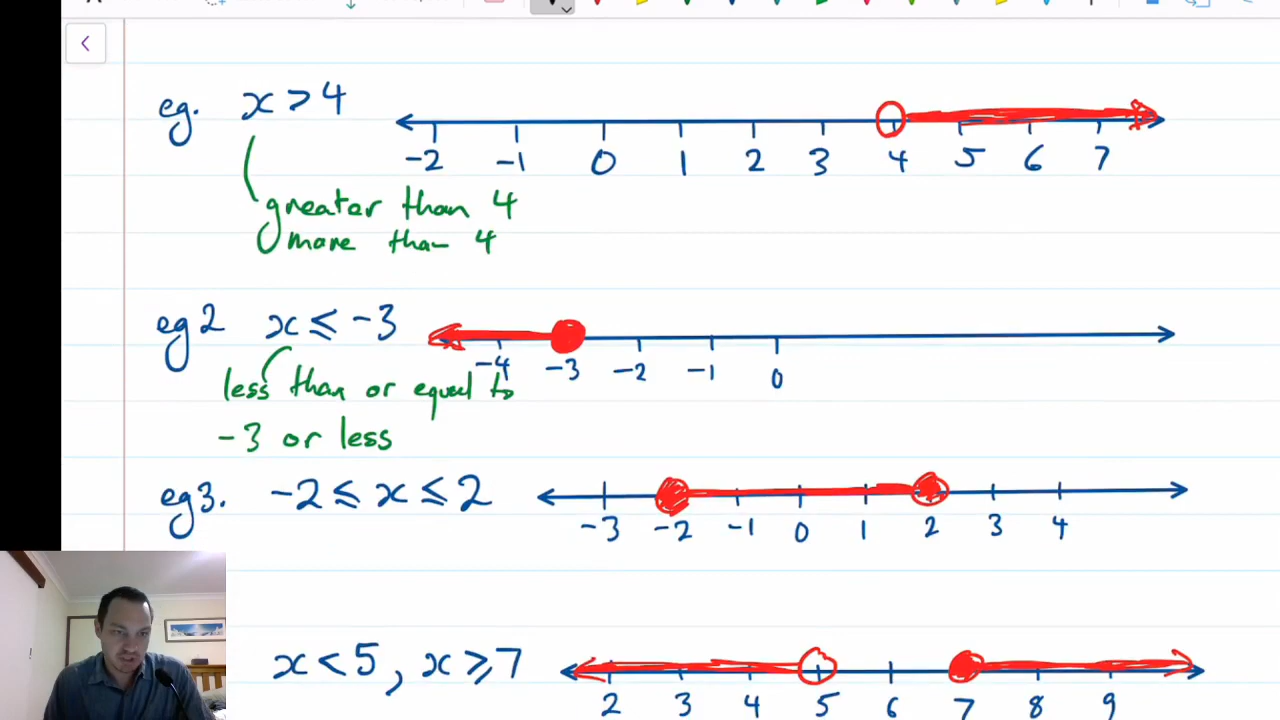 eg. x > 4
-2 -1 0 1 2 3 4 5 6 7
greater than 4
more than 4
eg2 x ⩽ -3
-4 -3 -2 -1 0
less than or equal to
-3 or less
eg3. -2 ⩽ x ⩽ 2
-3 -2 -1 0 1 2 3 4
x < 5, x ⩾ 7
2 3 4 5 6 7 8 9